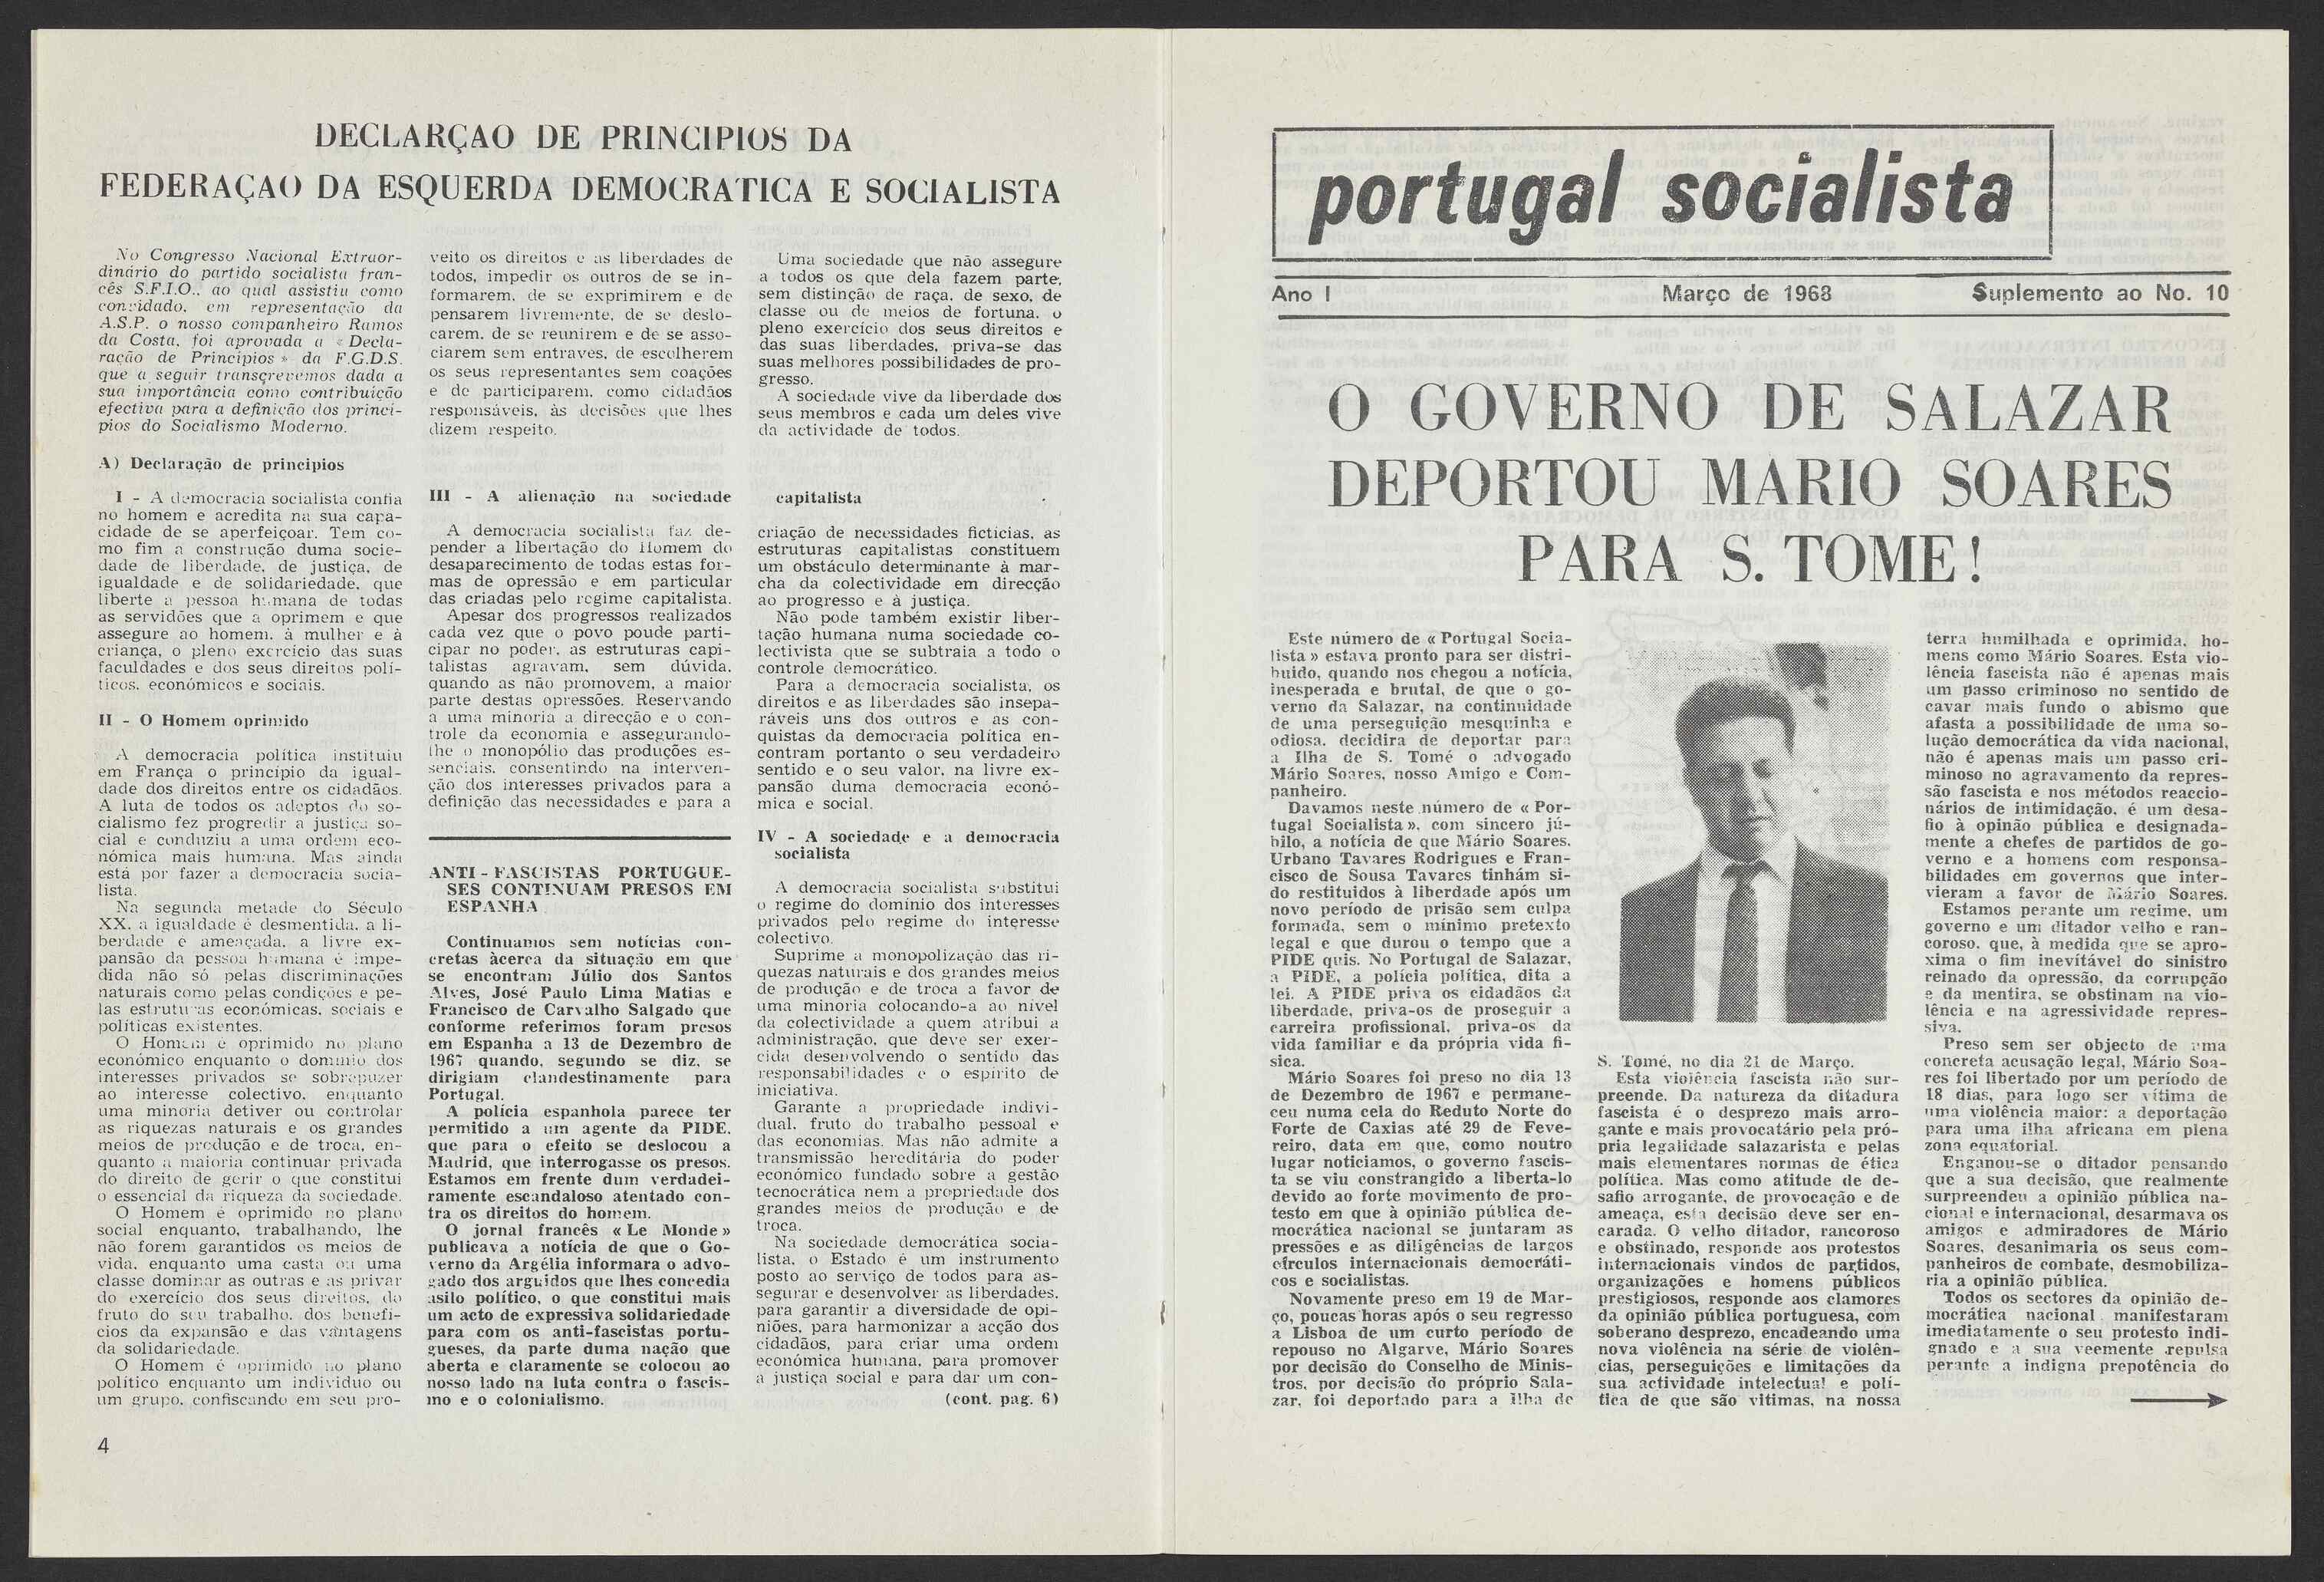 DECLARÇAO DE PRINCIPIOS DA
FEDERAÇAO DA ESQUERDA DEMOCRATICA E SOCIALISTA
No Congresso Nacional Extraor-
dinário do partido socialista fran-
cês S.F.I.O., ao qual assistiu como
convidado, em representação da
A.S.P. o nosso companheiro Ramos
da Costa, foi aprovada a « Decla-
ração de Princípios » da F.G.D.S.
que a seguir transcrevemos dada a
sua importância como contribuição
efectiva para a definição dos princí-
pios do Socialismo Moderno.
A) Declaração de principios
I - A democracia socialista confia
no homem e acredita na sua capa-
cidade de se aperfeiçoar. Tem co-
mo fim a construção duma socie-
dade de liberdade, de justiça, de
igualdade e de solidariedade, que
liberte a pessoa humana de todas
as servidões que a oprimem e que
assegure ao homem, à mulher e à
criança, o pleno exercício das suas
faculdades e dos seus direitos polí-
ticos, económicos e sociais.
II - O Homem oprimido
A democracia política instituiu
em França o princípio da igual-
dade dos direitos entre os cidadãos.
A luta de todos os adeptos do so-
cialismo fez progredir a justiça so-
cial e conduziu a uma ordem eco-
nómica mais humana. Mas ainda
está por fazer a democracia socia-
lista.
Na segunda metade do Século
XX, a igualdade é desmentida, a li-
berdade é ameaçada, a livre ex-
pansão da pessoa humana é impe-
dida não só pelas discriminações
naturais como pelas condições e pe-
las estruturas económicas, sociais e
políticas existentes.
O Homem é oprimido no plano
económico enquanto o domínio dos
interesses privados se sobrepuzer
ao interesse colectivo, enquanto
uma minoria detiver ou controlar
as riquezas naturais e os grandes
meios de produção e de troca, en-
quanto a maioria continuar privada
do direito de gerir o que constitui
o essencial da riqueza da sociedade.
O Homem é oprimido no plano
social enquanto, trabalhando, lhe
não forem garantidos os meios de
vida, enquanto uma casta ou uma
classe dominar as outras e as privar
do exercício dos seus direitos, do
fruto do seu trabalho, dos benefí-
cios da expansão e das vantagens
da solidariedade.
O Homem é oprimido no plano
político enquanto um indivíduo ou
um grupo, confiscando em seu pro-
4
veito os direitos e as liberdades de
todos, impedir os outros de se in-
formarem, de se exprimirem e de
pensarem livremente, de se deslo-
carem, de se reunirem e de se asso-
ciarem sem entraves, de escolherem
os seus representantes sem coações
e de participarem, como cidadãos
responsáveis, às decisões que lhes
dizem respeito.
III - A alienação na sociedade
A democracia socialista faz de-
pender a libertação do Homem do
desaparecimento de todas estas for-
mas de opressão e em particular
das criadas pelo regime capitalista.
Apesar dos progressos realizados
cada vez que o povo poude parti-
cipar no poder, as estruturas capi-
talistas agravam, sem dúvida,
quando as não promovem, a maior
parte destas opressões. Reservando
a uma minoria a direcção e o con-
trole da economia e assegurando-
lhe o monopólio das produções es-
senciais, consentindo na interven-
ção dos interesses privados para a
definição das necessidades e para a
ANTI - FASCISTAS PORTUGUE-
SES CONTINUAM PRESOS EM
ESPANHA
Continuamos sem notícias con-
cretas àcerca da situação em que
se encontram Júlio dos Santos
Alves, José Paulo Lima Matias e
Francisco de Carvalho Salgado que
conforme referimos foram presos
em Espanha a 13 de Dezembro de
1967 quando, segundo se diz, se
dirigiam clandestinamente para
Portugal.
A polícia espanhola parece ter
permitido a um agente da PIDE,
que para o efeito se deslocou a
Madrid, que interrogasse os presos.
Estamos em frente dum verdadei-
ramente escandaloso atentado con-
tra os direitos do homem.
O jornal francês « Le Monde »
publicava a notícia de que o Go-
verno da Argélia informara o advo-
gado dos arguidos que lhes concedia
asilo político, o que constitui mais
um acto de expressiva solidariedade
para com os anti-fascistas portu-
gueses, da parte duma nação que
aberta e claramente se colocou ao
nosso lado na luta contra o fascis-
mo e o colonialismo.
Uma sociedade que não assegure
a todos os que dela fazem parte,
sem distinção de raça, de sexo, de
classe ou de meios de fortuna, o
pleno exercício dos seus direitos e
das suas liberdades, priva-se das
suas melhores possibilidades de pro-
gresso.
A sociedade vive da liberdade dos
seus membros e cada um deles vive
da actividade de todos.
capitalista
criação de necessidades fictícias, as
estruturas capitalistas constituem
um obstáculo determinante à mar-
cha da colectividade em direcção
ao progresso e à justiça.
Não pode também existir liber-
tação humana numa sociedade co-
lectivista que se subtraia a todo o
controle democrático.
Para a democracia socialista, os
direitos e as liberdades são insepa-
ráveis uns dos outros e as con-
quistas da democracia política en-
contram portanto o seu verdadeiro
sentido e o seu valor, na livre ex-
pansão duma democracia econó-
mica e social.
IV - A sociedade e a democracia
socialista
A democracia socialista substitui
o regime do domínio dos interesses
privados pelo regime do interesse
colectivo.
Suprime a monopolização das ri-
quezas naturais e dos grandes meios
de produção e de troca a favor de
uma minoria colocando-a ao nível
da colectividade a quem atribui a
administração, que deve ser exer-
cida desenvolvendo o sentido das
responsabilidades e o espírito de
iniciativa.
Garante a propriedade indivi-
dual, fruto do trabalho pessoal e
das economias. Mas não admite a
transmissão hereditária do poder
económico fundado sobre a gestão
tecnocrática nem a propriedade dos
grandes meios de produção e de
troca.
Na sociedade democrática socia-
lista, o Estado é um instrumento
posto ao serviço de todos para as-
segurar e desenvolver as liberdades,
para garantir a diversidade de opi-
niões, para harmonizar a acção dos
cidadãos, para criar uma ordem
económica humana, para promover
a justiça social e para dar um con-
(cont. pag. 6)
portugal socialista
Ano I Março de 1968 Suplemento ao No. 10
O GOVERNO DE SALAZAR
DEPORTOU MARIO SOARES
PARA S. TOME!
Este número de « Portugal Socia-
lista » estava pronto para ser distri-
buido, quando nos chegou a notícia,
inesperada e brutal, de que o go-
verno da Salazar, na continuidade
de uma perseguição mesquinha e
odiosa, decidira de deportar para
a Ilha de S. Tomé o advogado
Mário Soares, nosso Amigo e Com-
panheiro.
Davamos neste número de « Por-
tugal Socialista », com sincero jú-
bilo, a notícia de que Mário Soares,
Urbano Tavares Rodrigues e Fran-
cisco de Sousa Tavares tinhám si-
do restituidos à liberdade após um
novo período de prisão sem culpa
formada, sem o mínimo pretexto
legal e que durou o tempo que a
PIDE quis. No Portugal de Salazar,
a PIDE, a polícia política, dita a
lei. A PIDE priva os cidadãos da
liberdade, priva-os de proseguir a
carreira profissional, priva-os da
vida familiar e da própria vida fí-
sica.
Mário Soares foi preso no dia 13
de Dezembro de 1967 e permane-
ceu numa cela do Reduto Norte do
Forte de Caxias até 29 de Feve-
reiro, data em que, como noutro
lugar noticiamos, o governo fascis-
ta se viu constrangido a liberta-lo
devido ao forte movimento de pro-
testo em que à opinião pública de-
mocrática nacional se juntaram as
pressões e as diligências de largos
círculos internacionais democráti-
cos e socialistas.
Novamente preso em 19 de Mar-
ço, poucas horas após o seu regresso
a Lisboa de um curto período de
repouso no Algarve, Mário Soares
por decisão do Conselho de Minis-
tros, por decisão do próprio Sala-
zar, foi deportado para a ilha de
S. Tomé, no dia 21 de Março.
Esta violência fascista não sur-
preende. Da natureza da ditadura
fascista é o desprezo mais arro-
gante e mais provocatário pela pró-
pria legalidade salazarista e pelas
mais elementares normas de ética
política. Mas como atitude de de-
safio arrogante, de provocação e de
ameaça, esta decisão deve ser en-
carada. O velho ditador, rancoroso
e obstinado, responde aos protestos
internacionais vindos de partidos,
organizações e homens públicos
prestigiosos, responde aos clamores
da opinião pública portuguesa, com
soberano desprezo, encadeando uma
nova violência na série de violên-
cias, perseguições e limitações da
sua actividade intelectual e polí-
tica de que são vitimas, na nossa
terra humilhada e oprimida, ho-
mens como Mário Soares. Esta vio-
lência fascista não é apenas mais
um passo criminoso no sentido de
cavar mais fundo o abismo que
afasta a possibilidade de uma so-
lução democrática da vida nacional,
não é apenas mais um passo cri-
minoso no agravamento da repres-
são fascista e nos métodos reaccio-
nários de intimidação, é um desa-
fio à opinião pública e designada-
mente a chefes de partidos de go-
verno e a homens com responsa-
bilidades em governos que inter-
vieram a favor de Mário Soares.
Estamos perante um regime, um
governo e um ditador velho e ran-
coroso, que, à medida que se apro-
xima o fim inevítável do sinistro
reinado da opressão, da corrupção
e da mentira, se obstinam na vio-
lência e na agressividade repres-
siva.
Preso sem ser objecto de uma
concreta acusação legal, Mário Soa-
res foi libertado por um período de
18 dias, para logo ser vítima de
uma violência maior: a deportação
para uma ilha africana em plena
zona equatorial.
Enganou-se o ditador pensando
que a sua decisão, que realmente
surpreendeu a opinião pública na-
cional e internacional, desarmava os
amigos e admiradores de Mário
Soares, desanimaria os seus com-
panheiros de combate, desmobiliza-
ria a opinião pública.
Todos os sectores da opinião de-
mocrática nacional manifestaram
imediatamente o seu protesto indi-
gnado e a sua veemente repulsa
perante a indigna prepotência do